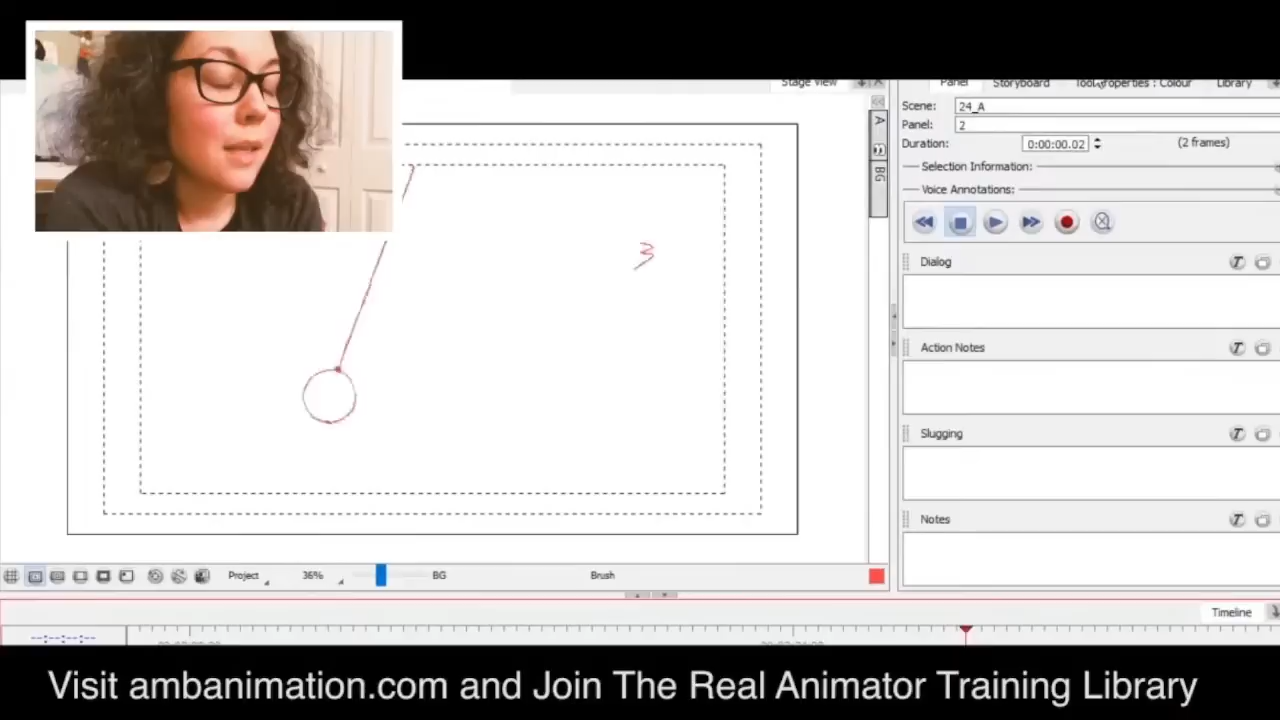 Stage View
Panel Storyboard Tool Properties : Colour Library
Scene: 24_A
Panel: 2
Duration: 0:00:00.02 (2 frames)
Selection Information:
Voice Annotations:
A
BG
3
Dialog
Action Notes
Slugging
Notes
Project 36% BG Brush
Timeline
--:--:--:--
Visit ambanimation.com and Join The Real Animator Training Library